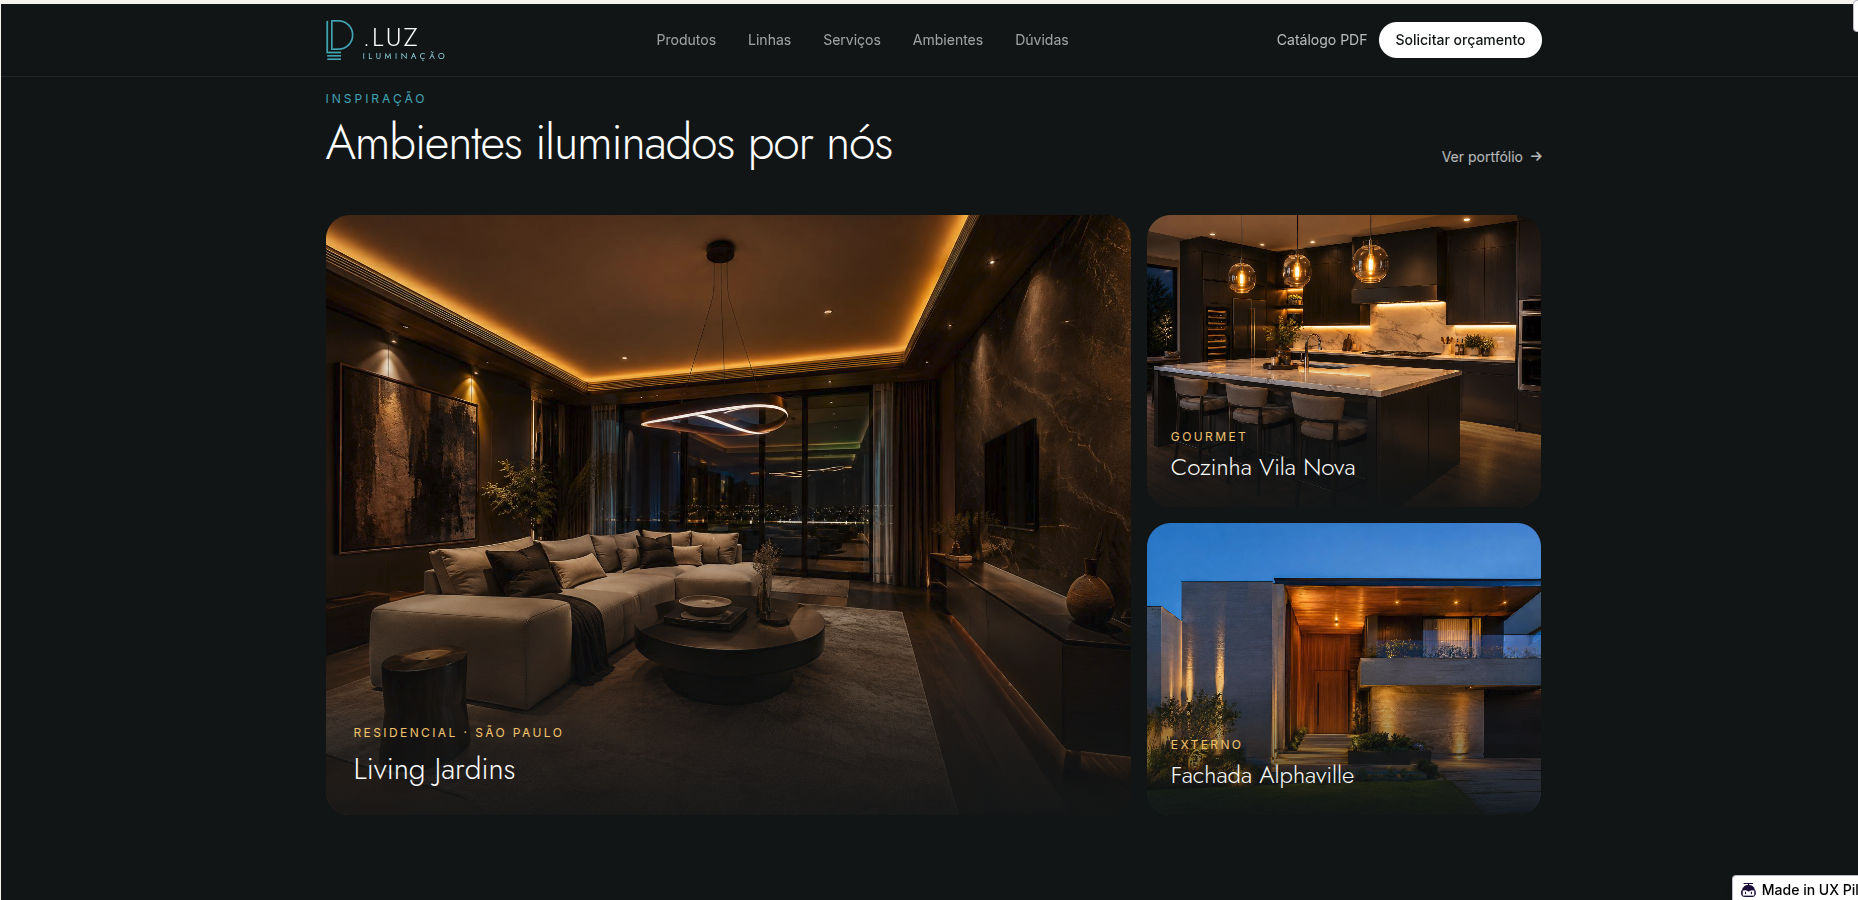 D.LUZ
ILUMINAÇÃO
Produtos
Linhas
Serviços
Ambientes
Dúvidas
Catálogo PDF
Solicitar orçamento
INSPIRAÇÃO
Ambientes iluminados por nós
Ver portfólio →
RESIDENCIAL · SÃO PAULO
Living Jardins
GOURMET
Cozinha Vila Nova
EXTERNO
Fachada Alphaville
Made in UX Pil